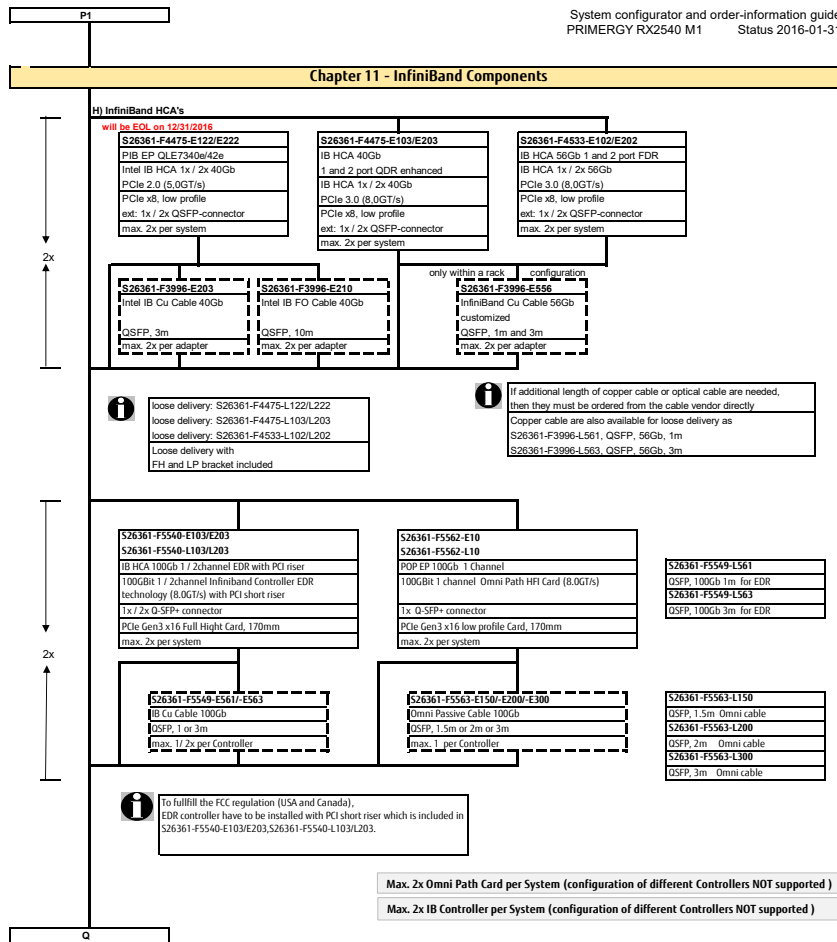 P1
System configurator and order-information guide
PRIMERGY RX2540 M1 Status 2016-01-31
Chapter 11 - InfiniBand Components
H) InfiniBand HCA's
will be EOL on 12/31/2016
S26361-F4475-E122/E222
PIB EP QLE7340e/42e
Intel IB HCA 1x / 2x 40Gb
PCIe 2.0 (5,0GT/s)
PCIe x8, low profile
ext: 1x / 2x QSFP-connector
max. 2x per system
S26361-F4475-E103/E203
IB HCA 40Gb
1 and 2 port QDR enhanced
IB HCA 1x / 2x 40Gb
PCIe 3.0 (8,0GT/s)
PCIe x8, low profile
ext: 1x / 2x QSFP-connector
max. 2x per system
S26361-F4533-E102/E202
IB HCA 56Gb 1 and 2 port FDR
IB HCA 1x / 2x 56Gb
PCIe 3.0 (8,0GT/s)
PCIe x8, low profile
ext: 1x / 2x QSFP-connector
max. 2x per system
2x
only within a rack configuration
S26361-F3996-E203
Intel IB Cu Cable 40Gb
QSFP, 3m
max. 2x per adapter
S26361-F3996-E210
Intel IB FO Cable 40Gb
QSFP, 10m
max. 2x per adapter
S26361-F3996-E556
InfiniBand Cu Cable 56Gb
customized
QSFP, 1m and 3m
max. 2x per adapter
loose delivery: S26361-F4475-L122/L222
loose delivery: S26361-F4475-L103/L203
loose delivery: S26361-F4533-L102/L202
Loose delivery with
FH and LP bracket included
If additional length of copper cable or optical cable are needed,
then they must be ordered from the cable vendor directly
Copper cable are also available for loose delivery as
S26361-F3996-L561, QSFP, 56Gb, 1m
S26361-F3996-L563, QSFP, 56Gb, 3m
S26361-F5540-E103/E203
S26361-F5540-L103/L203
IB HCA 100Gb 1 / 2channel EDR with PCI riser
100GBit 1 / 2channel Infiniband Controller EDR
technology (8.0GT/s) with PCI short riser
1x / 2x Q-SFP+ connector
PCIe Gen3 x16 Full Hight Card, 170mm
max. 2x per system
S26361-F5562-E10
S26361-F5562-L10
POP EP 100Gb 1 Channel
100GBit 1 channel Omni Path HFI Card (8.0GT/s)
1x Q-SFP+ connector
PCIe Gen3 x16 low profile Card, 170mm
max. 2x per system
S26361-F5549-L561
QSFP, 100Gb 1m for EDR
S26361-F5549-L563
QSFP, 100Gb 3m for EDR
2x
S26361-F5549-E561/-E563
IB Cu Cable 100Gb
QSFP, 1 or 3m
max. 1/ 2x per Controller
S26361-F5563-E150/-E200/-E300
Omni Passive Cable 100Gb
QSFP, 1.5m or 2m or 3m
max. 1 per Controller
S26361-F5563-L150
QSFP, 1.5m Omni cable
S26361-F5563-L200
QSFP, 2m Omni cable
S26361-F5563-L300
QSFP, 3m Omni cable
To fullfill the FCC regulation (USA and Canada),
EDR controller have to be installed with PCI short riser which is included in
S26361-F5540-E103/E203,S26361-F5540-L103/L203.
Max. 2x Omni Path Card per System (configuration of different Controllers NOT supported )
Max. 2x IB Controller per System (configuration of different Controllers NOT supported )
Q